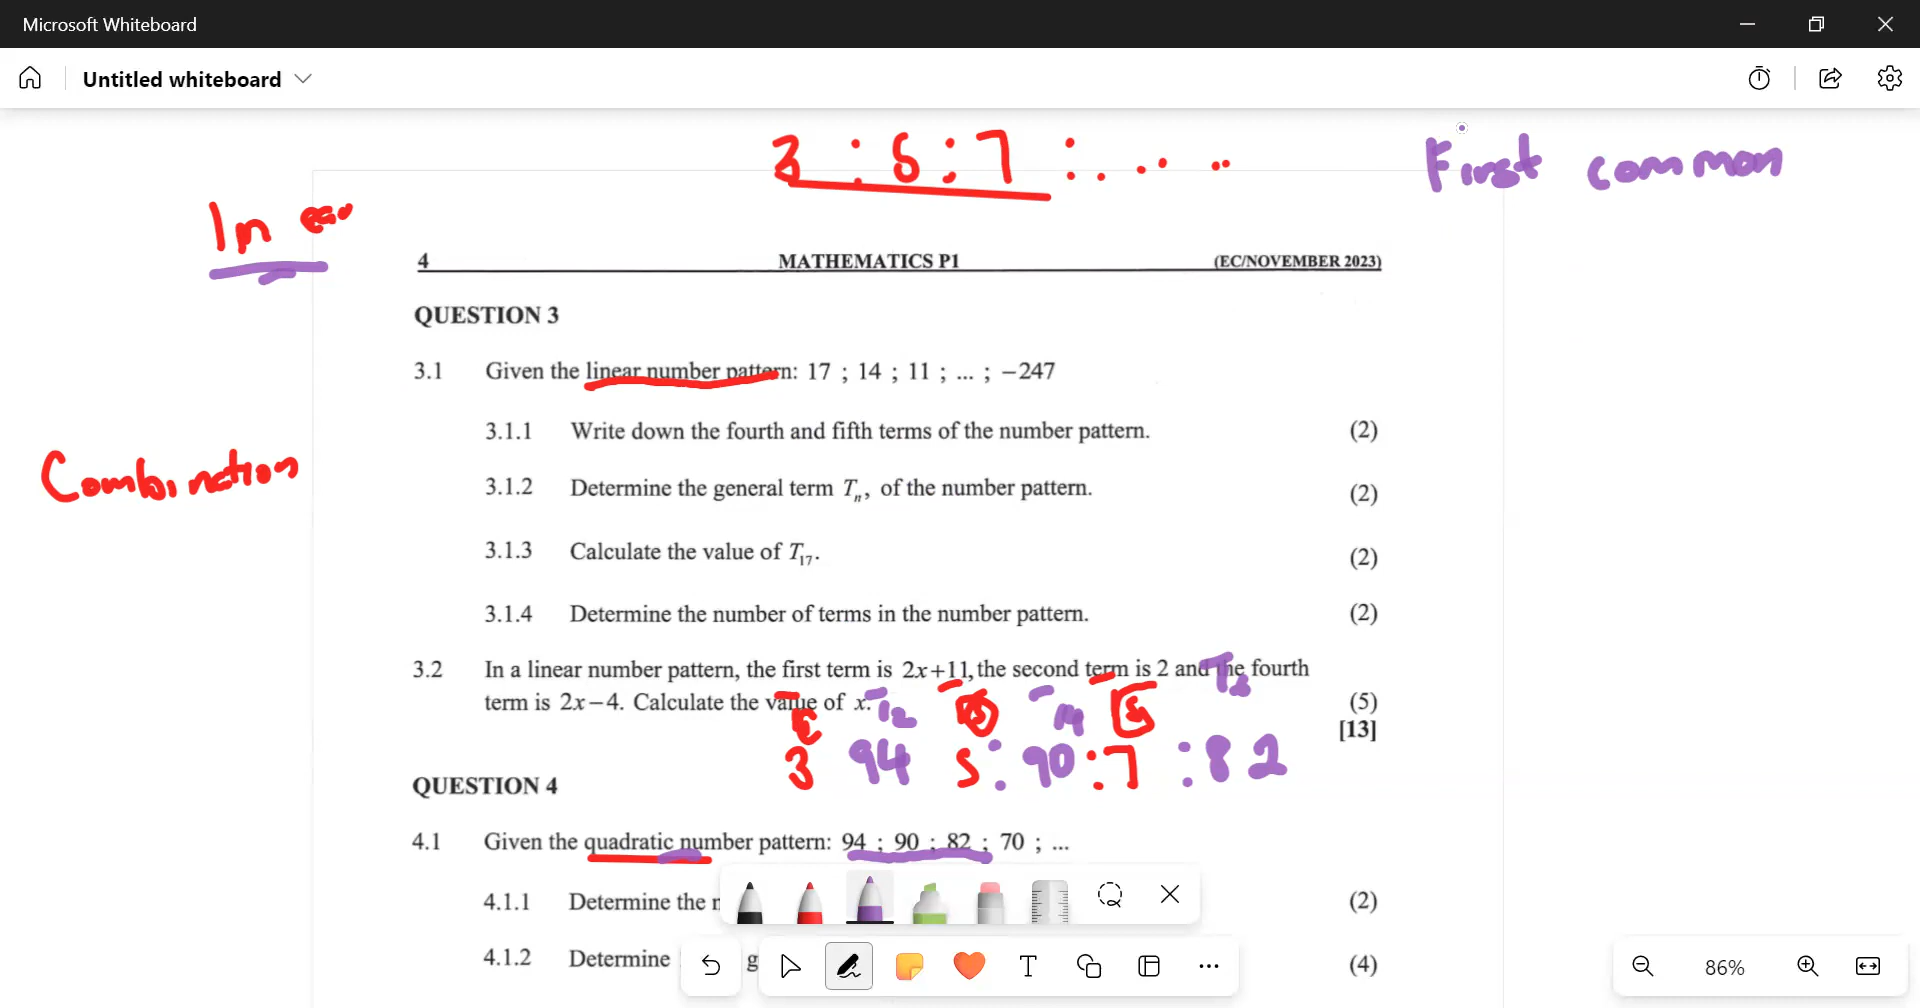 Microsoft Whiteboard
Untitled whiteboard
3 : 5 ; 7 : . . . ..
First common
4 MATHEMATICS P1 (EC/NOVEMBER 2023)
QUESTION 3
3.1 Given the linear number pattern: 17 ; 14 ; 11 ; ... ; −247
3.1.1 Write down the fourth and fifth terms of the number pattern. (2)
Combination
3.1.2 Determine the general term Tn, of the number pattern. (2)
3.1.3 Calculate the value of T17. (2)
3.1.4 Determine the number of terms in the number pattern. (2)
3.2 In a linear number pattern, the first term is 2x+11, the second term is 2 and the fourth
term is 2x−4. Calculate the value of x. (5)
[13]
T2 T4
3 94 5 : 90 : 7 : 82
QUESTION 4
4.1 Given the quadratic number pattern: 94 ; 90 ; 82 ; 70 ; ...
4.1.1 Determine the (2)
4.1.2 Determine g (4)
T
86%